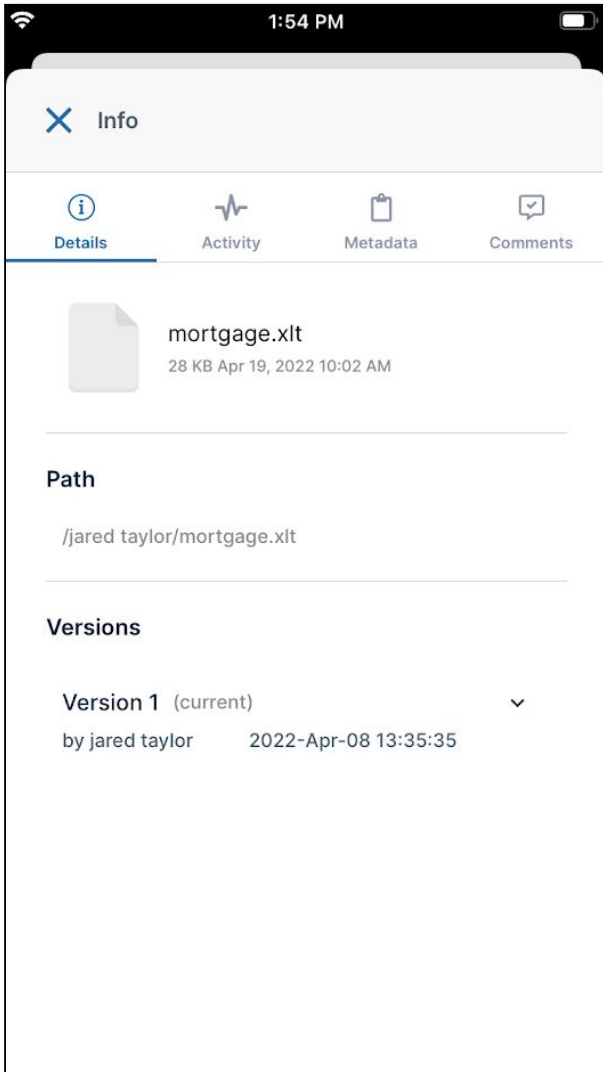 1:54 PM
Info
Details Activity Metadata Comments
mortgage.xlt
28 KB Apr 19, 2022 10:02 AM
Path
/jared taylor/mortgage.xlt
Versions
Version 1 (current)
by jared taylor 2022-Apr-08 13:35:35